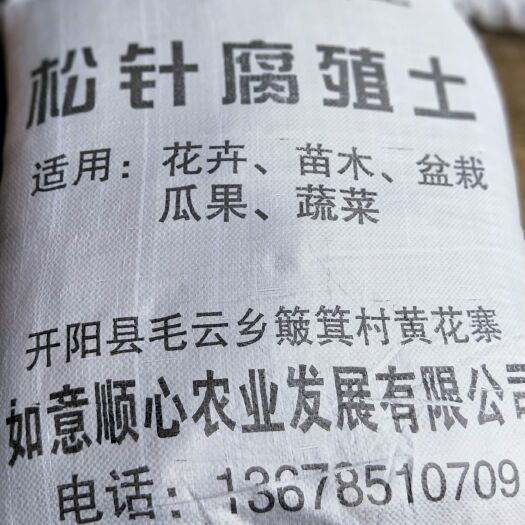 松针腐殖土
适用：花卉、苗木、盆栽
瓜果、蔬菜
开阳县毛云乡簸箕村黄花寨
如意顺心农业发展有限公司
电话：13678510709